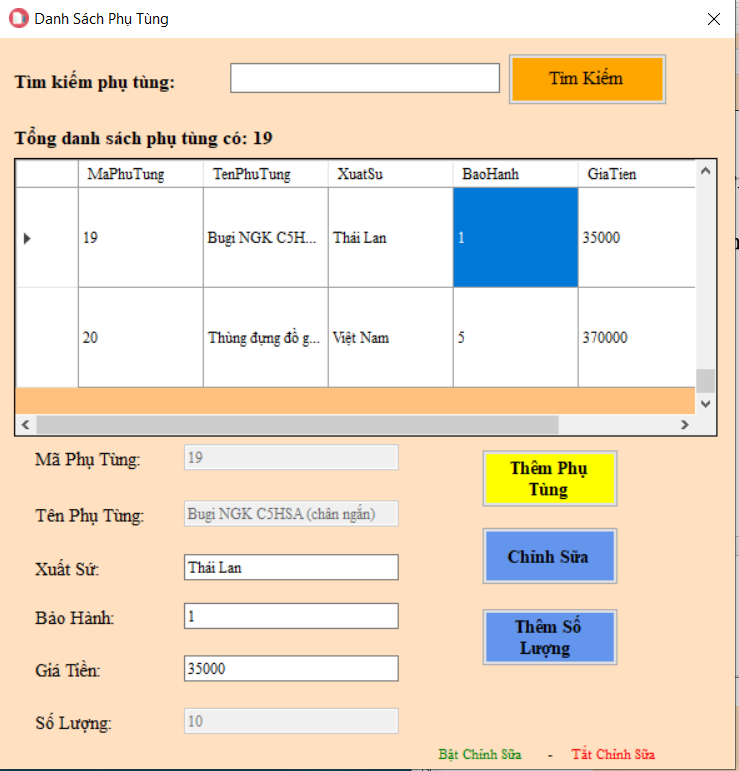 Danh Sách Phụ Tùng
Tìm kiếm phụ tùng:
Tìm Kiếm
Tổng danh sách phụ tùng có: 19
MaPhuTung TenPhuTung XuatSu BaoHanh GiaTien
19 Bugi NGK C5H... Thái Lan 1 35000
20 Thùng đựng đồ g... Việt Nam 5 370000
Mã Phụ Tùng: 19
Thêm Phụ
Tùng
Tên Phụ Tùng: Bugi NGK C5HSA (chân ngắn)
Chỉnh Sữa
Xuất Sứ: Thái Lan
Bảo Hành: 1
Thêm Số
Lượng
Giá Tiền: 35000
Số Lượng: 10
Bật Chỉnh Sữa - Tắt Chỉnh Sữa